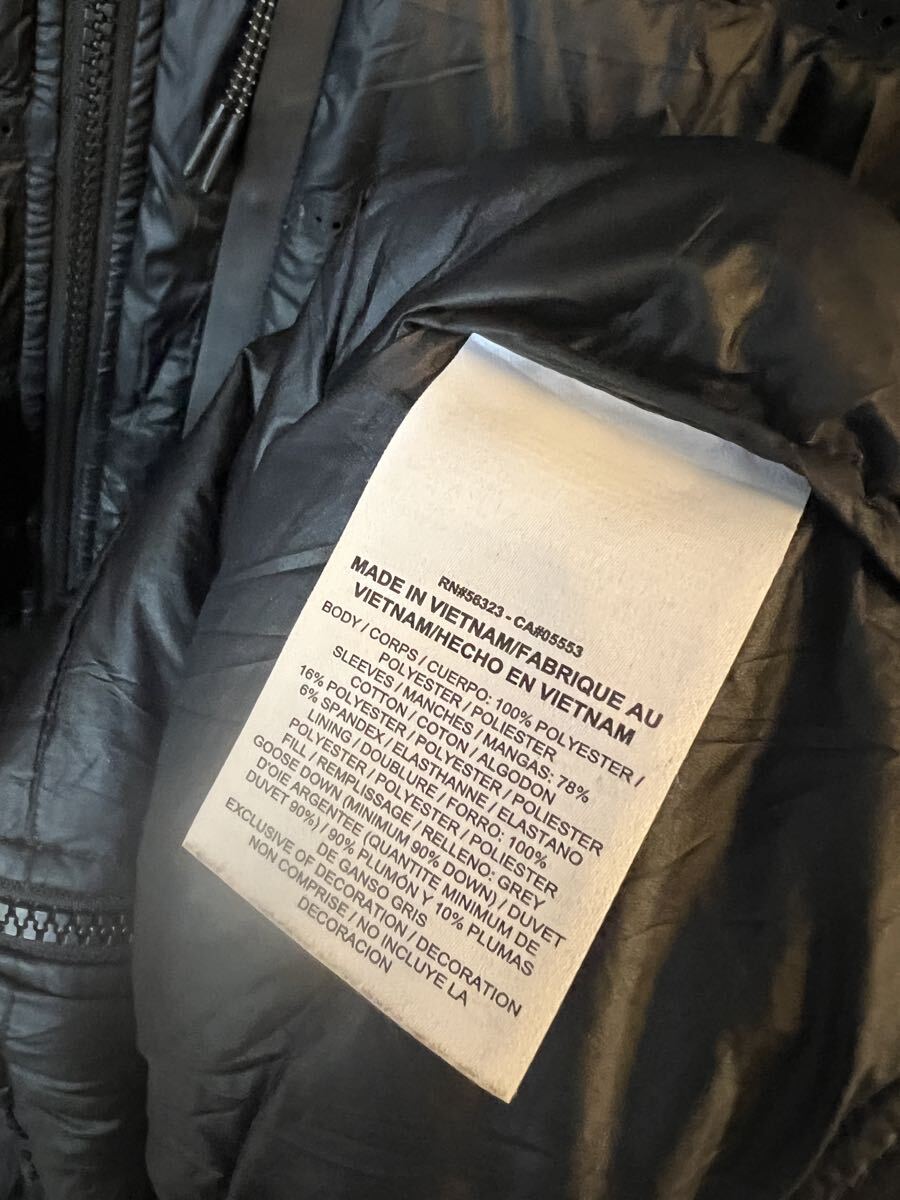 RN#56323 - CA#05553
MADE IN VIETNAM/FABRIQUE AU
VIETNAM/HECHO EN VIETNAM
BODY / CORPS / CUERPO: 100% POLYESTER /
POLYESTER / POLIESTER
SLEEVES / MANCHES / MANGAS: 78%
COTTON / COTON / ALGODON
16% POLYESTER / POLYESTER / POLIESTER
6% SPANDEX / ELASTHANNE / ELASTANO
LINING / DOUBLURE / FORRO: 100%
POLYESTER / POLYESTER / POLIESTER
FILL / REMPLISSAGE / RELLENO: GREY
GOOSE DOWN (MINIMUM 90% DOWN) / DUVET
D'OIE ARGENTÉE (QUANTITE MINIMUM DE
DUVET 90%) / 90% PLUMÓN Y 10% PLUMAS
DE GANSO GRIS
EXCLUSIVE OF DECORATION / DECORATION
NON COMPRISE / NO INCLUYE LA
DECORACION